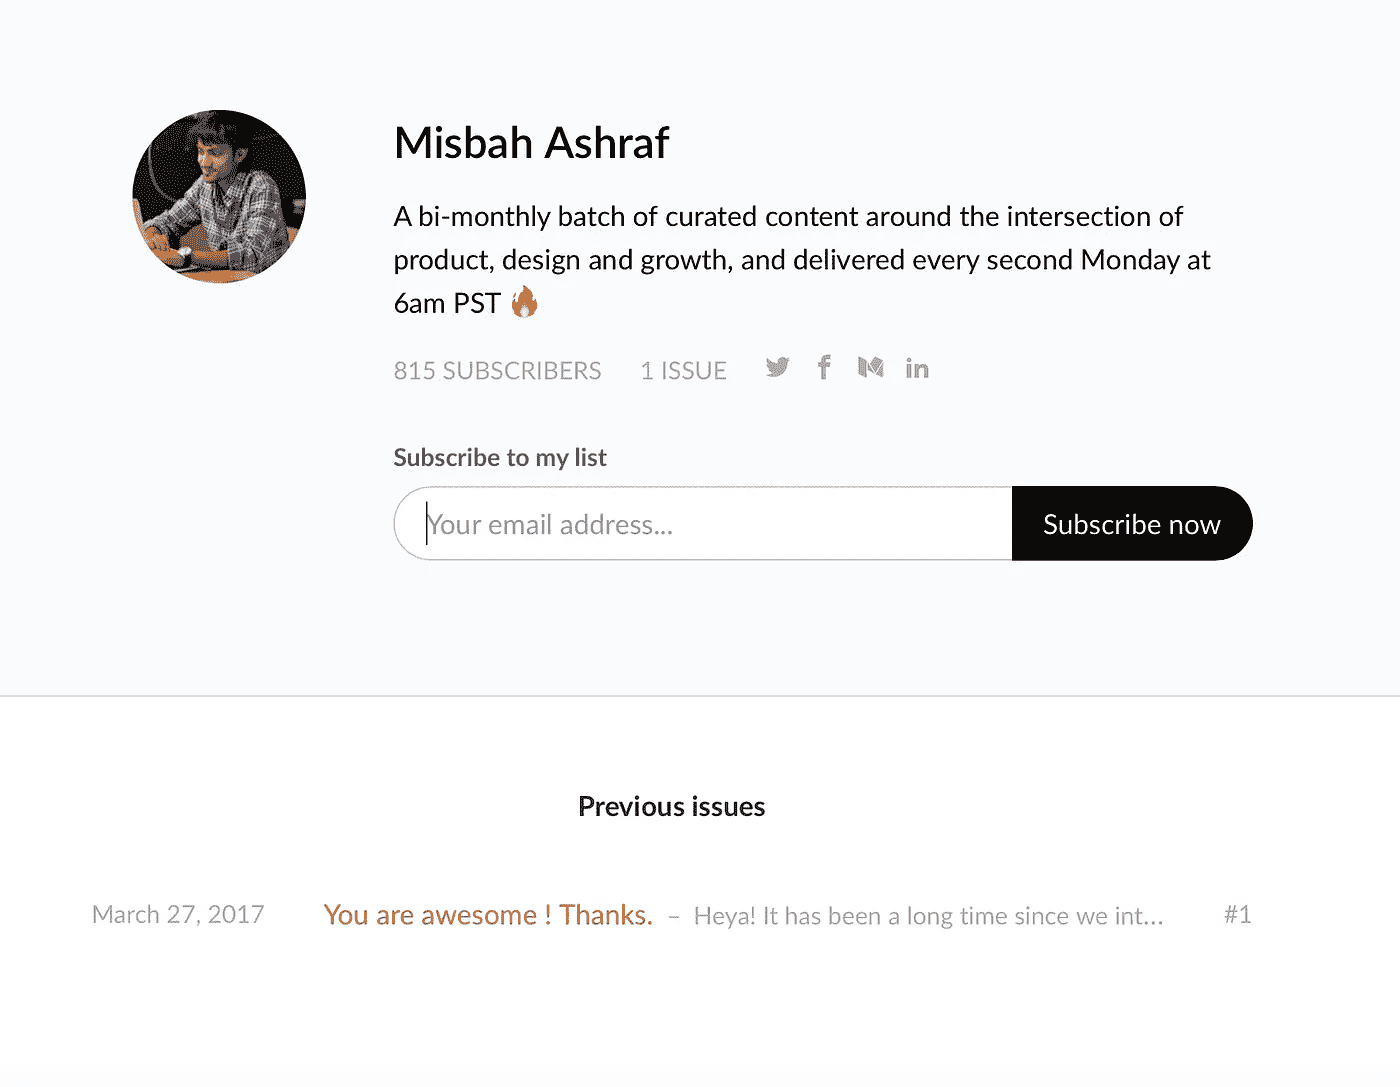 Misbah Ashraf
A bi-monthly batch of curated content around the intersection of
product, design and growth, and delivered every second Monday at
6am PST 🔥
815 SUBSCRIBERS 1 ISSUE
Subscribe to my list
Your email address... Subscribe now
Previous issues
March 27, 2017 You are awesome ! Thanks. – Heya! It has been a long time since we int... #1